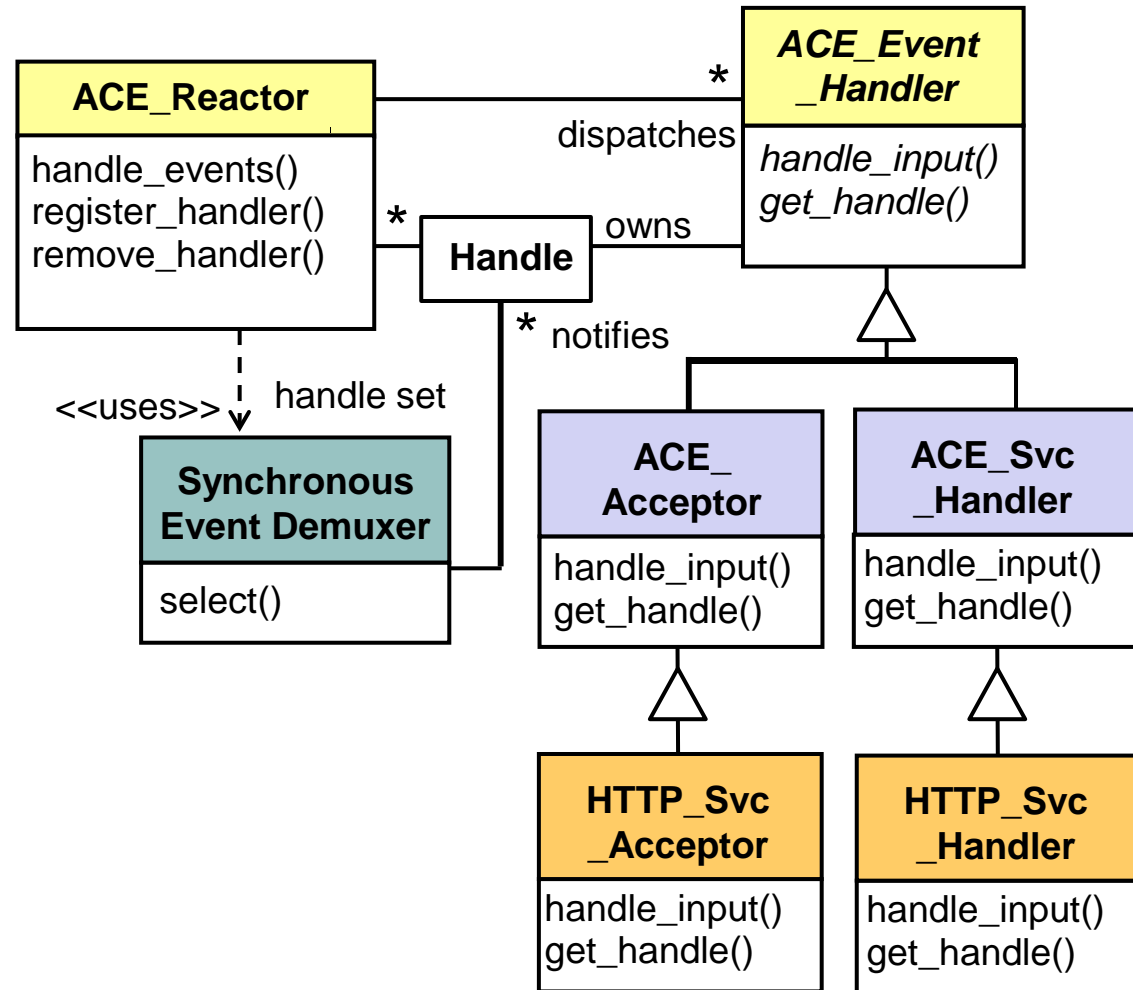 ACE_Reactor
handle_events()
register_handler()
remove_handler()
*
dispatches
ACE_Event
_Handler
handle_input()
get_handle()
*
Handle
owns
* notifies
<<uses>>
handle set
Synchronous
Event Demuxer
select()
ACE_
Acceptor
handle_input()
get_handle()
ACE_Svc
_Handler
handle_input()
get_handle()
HTTP_Svc
_Acceptor
handle_input()
get_handle()
HTTP_Svc
_Handler
handle_input()
get_handle()